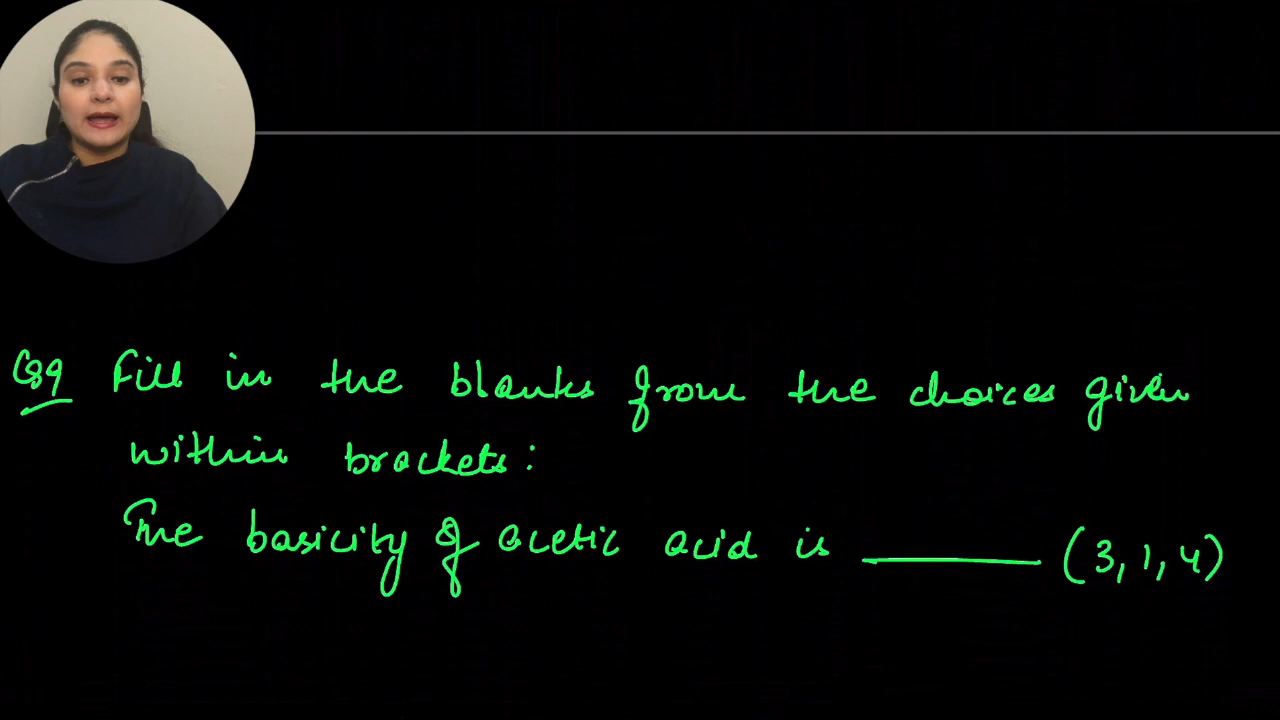 Q39 Fill in the blanks from the choices given
within brackets:
The basicity of acetic acid is ______ (3, 1, 4)